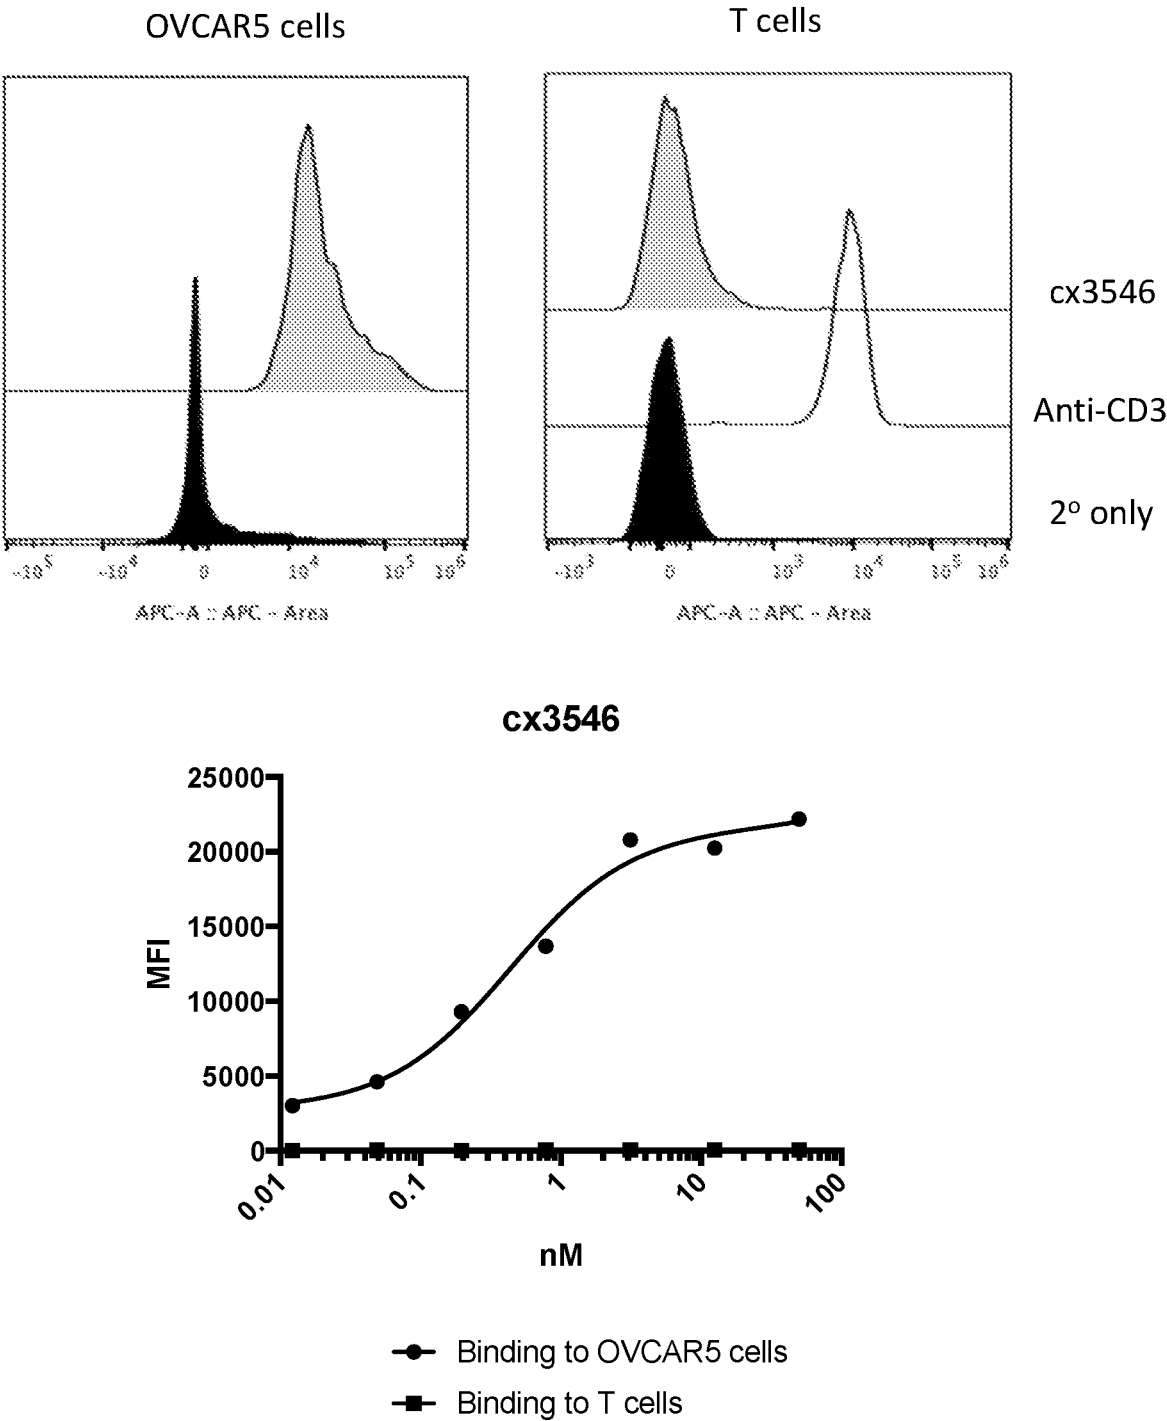 OVCAR5 cells
T cells
cx3546
Anti-CD3
2º only
-10⁵ -10⁴ 0 10⁴ 10⁵ 10⁶
-10³ 0 10³ 10⁴ 10⁵ 10⁶
APC-A :: APC - Area
APC-A :: APC - Area
cx3546
25000
20000
15000
10000
5000
0
MFI
0.01 0.1 1 10 100
nM
Binding to OVCAR5 cells
Binding to T cells